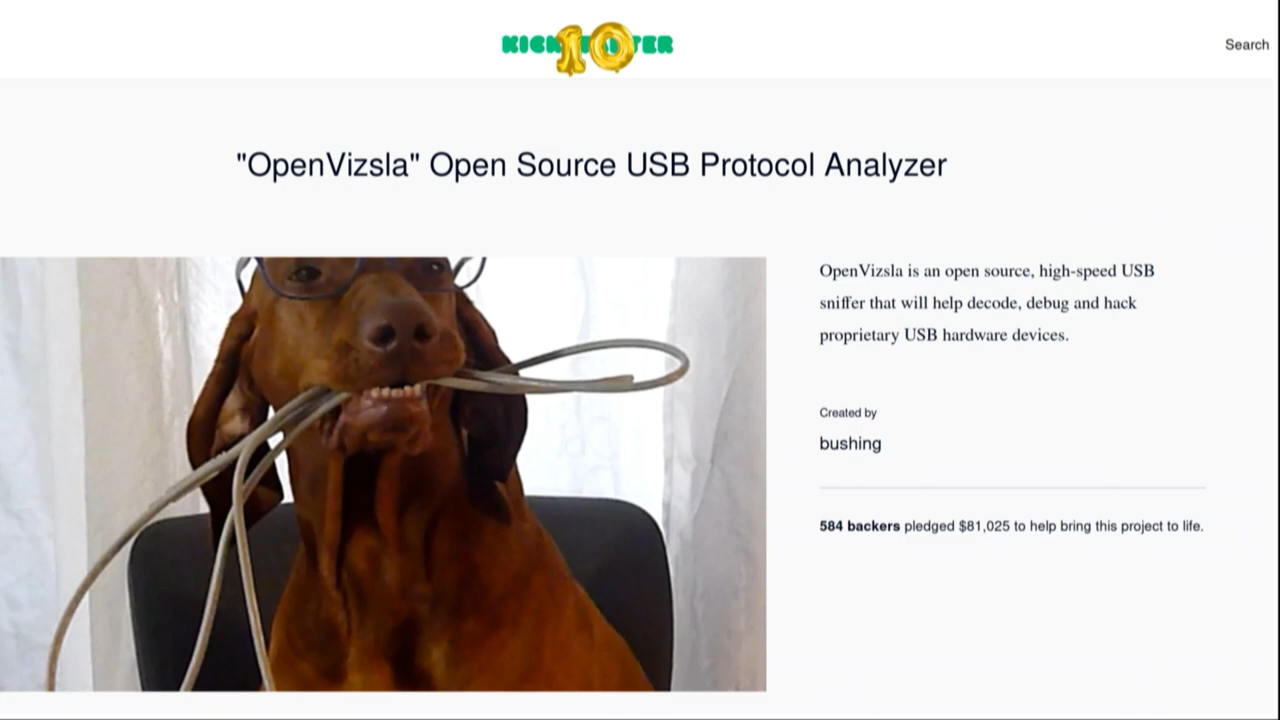 KICKSTARTER
10
Search
"OpenVizsla" Open Source USB Protocol Analyzer
OpenVizsla is an open source, high-speed USB
sniffer that will help decode, debug and hack
proprietary USB hardware devices.
Created by
bushing
584 backers pledged $81,025 to help bring this project to life.